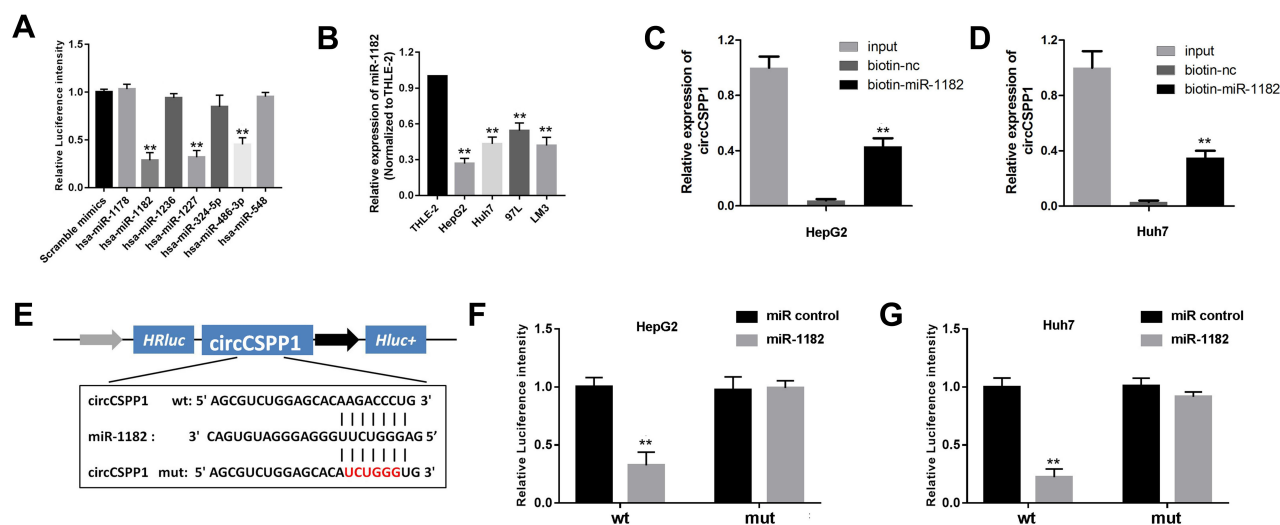 A
Relative Luciference intensity
1.5
1.0
0.5
0.0
**
**
**
Scramble mimics
hsa-miR-1178
hsa-miR-1182
hsa-miR-1236
hsa-miR-1227
hsa-miR-324-5p
hsa-miR-486-3p
hsa-miR-548
B
Relative expression of miR-1182
(Normalized to THLE-2)
1.2
0.9
0.6
0.3
0.0
**
**
**
**
THLE-2
HepG2
Huh7
97L
LM3
C
Relative expression of
circCSPP1
1.2
0.8
0.4
0.0
input
biotin-nc
biotin-miR-1182
**
HepG2
D
Relative expression of
circCSPP1
1.2
0.8
0.4
0.0
input
biotin-nc
biotin-miR-1182
**
Huh7
E
HRluc
circCSPP1
Hluc+
circCSPP1 wt: 5' AGCGUCUGGAGCACAAGACCCUG 3'
miR-1182 : 3' CAGUGUAGGGAGGGUUCUGGGAG 5'
circCSPP1 mut: 5' AGCGUCUGGAGCACAUCUGGGUG 3'
F
Relative Luciference intensity
1.5
1.0
0.5
0.0
HepG2
miR control
miR-1182
**
wt
mut
G
Relative Luciference intensity
1.5
1.0
0.5
0.0
Huh7
miR control
miR-1182
**
wt
mut